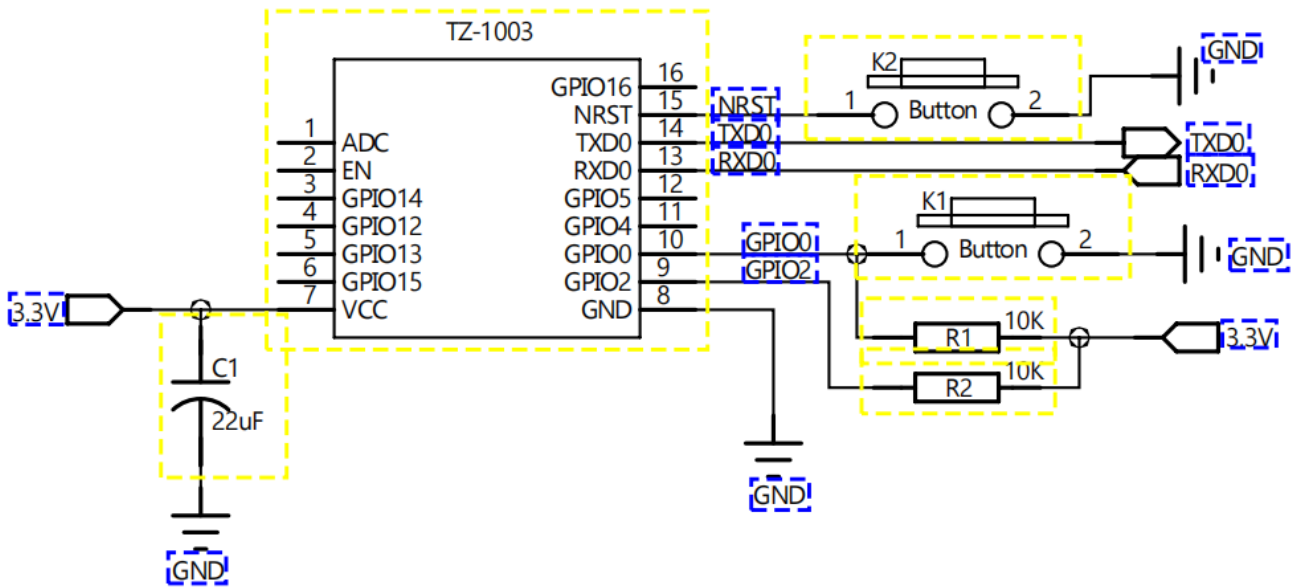 TZ-1003
GPIO16 16
NRST 15 NRST
TXD0 14 TXD0
RXD0 13 RXD0
GPIO5 12
GPIO4 11
GPIO0 10 GPIO0
GPIO2 9 GPIO2
GND 8
1 ADC
2 EN
3 GPIO14
4 GPIO12
5 GPIO13
6 GPIO15
7 VCC
K2
1 Button 2
GND
TXD0
RXD0
K1
1 Button 2
GND
3.3V
C1
22uF
GND
GND
R1 10K
R2 10K
3.3V